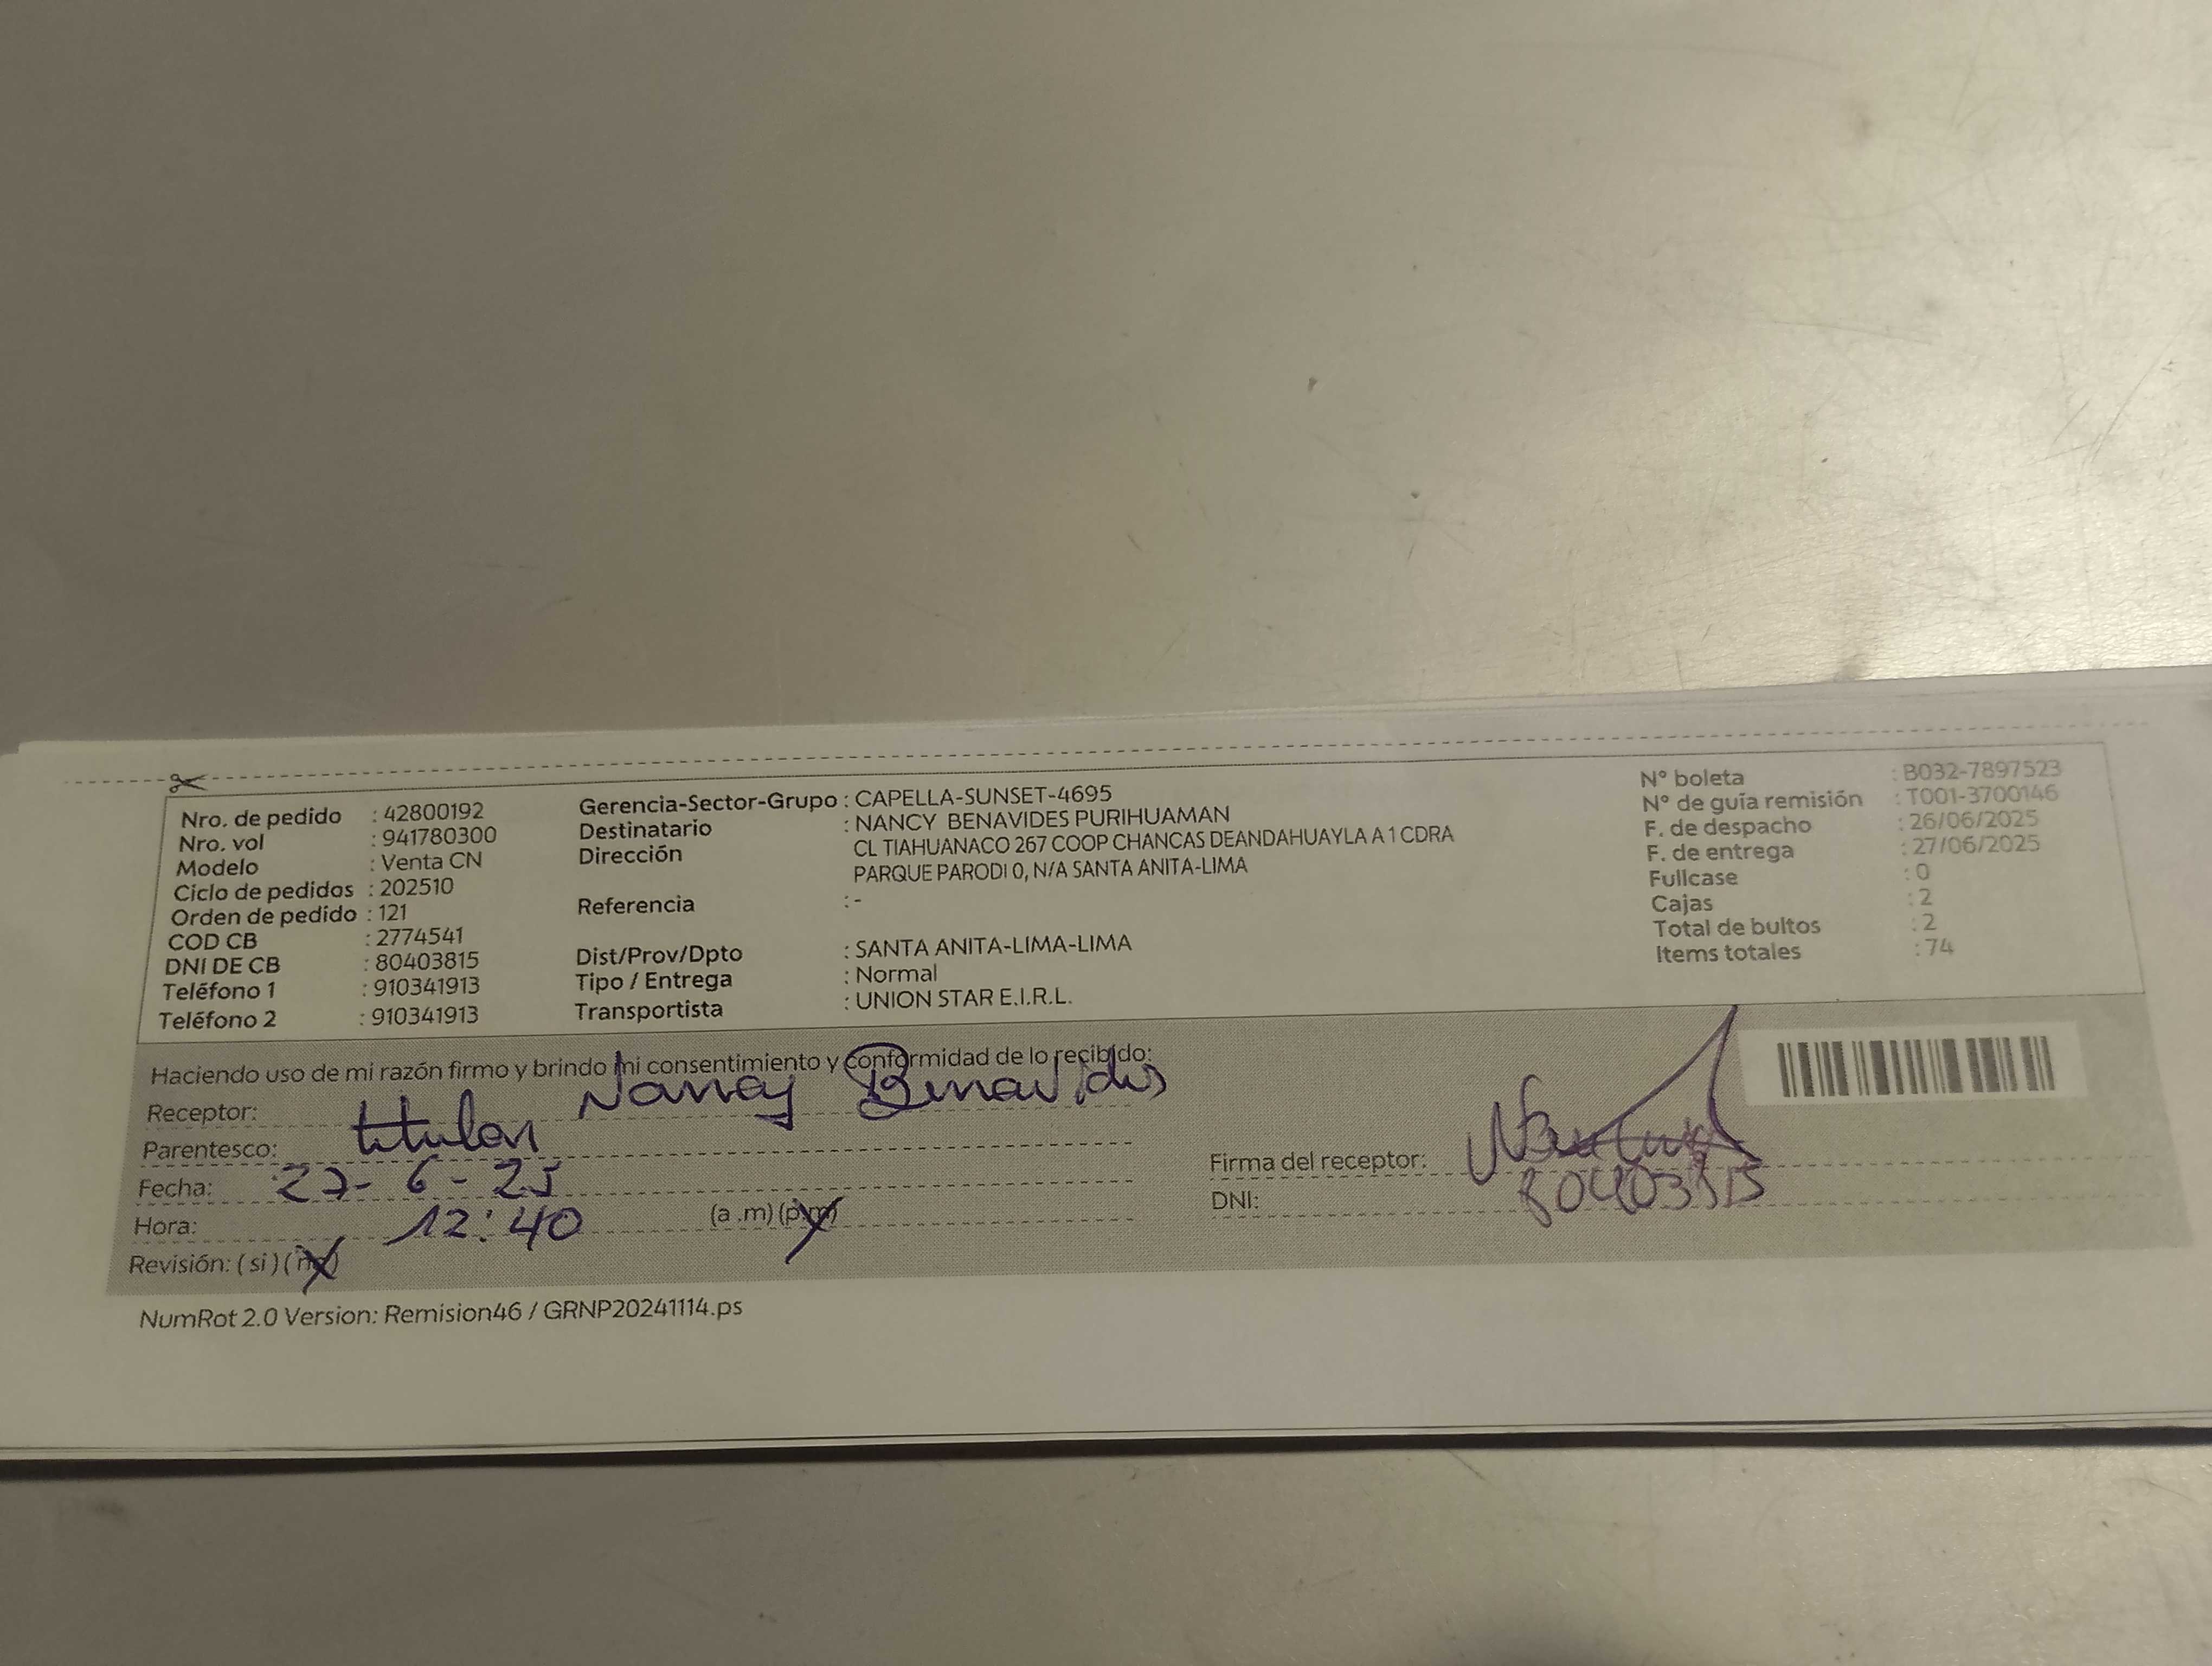 Nro. de pedido : 42800192
Nro. vol : 941780300
Modelo : Venta CN
Ciclo de pedidos : 202510
Orden de pedido : 121
COD CB : 2774541
DNI DE CB : 80403815
Teléfono 1 : 910341913
Teléfono 2 : 910341913
Gerencia-Sector-Grupo : CAPELLA-SUNSET-4695
Destinatario : NANCY BENAVIDES PURIHUAMAN
Dirección CL TIAHUANACO 267 COOP CHANCAS DEANDAHUAYLA A 1 CDRA
PARQUE PARODI 0, N/A SANTA ANITA-LIMA
Referencia : -
Dist/Prov/Dpto : SANTA ANITA-LIMA-LIMA
Tipo / Entrega : Normal
Transportista : UNION STAR E.I.R.L.
N° boleta : B032-7897523
N° de guía remisión : T001-3700146
F. de despacho : 26/06/2025
F. de entrega : 27/06/2025
Fullcase : 0
Cajas : 2
Total de bultos : 2
Items totales : 74
Haciendo uso de mi razón firmo y brindo mi consentimiento y conformidad de lo recibido:
Receptor: Nancy Benavides
Parentesco: titular
Fecha: 27-6-25
Hora: 12:40 (a .m) (p.m)
Revisión: ( si ) ( no )
Firma del receptor:
DNI: 80403815
NumRot 2.0 Version: Remision46 / GRNP20241114.ps